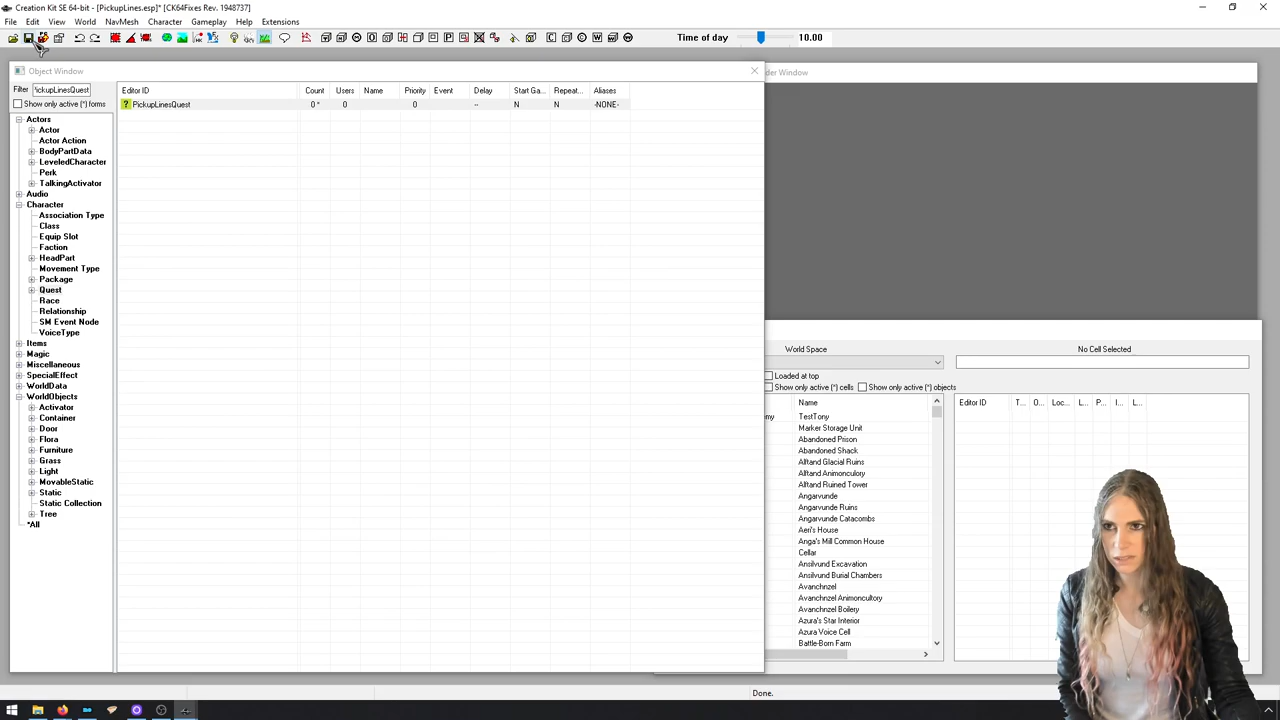 Creation Kit SE 64-bit - [PickupLines.esp]* [CK64Fixes Rev. 1948737]
File Edit View World NavMesh Character Gameplay Help Extensions
Time of day 10.00
Object Window
der Window
Filter ickupLinesQuest
Show only active (*) forms
Editor ID Count Users Name Priority Event Delay Start Ga... Repeat... Aliases
PickupLinesQuest 0 * 0 0 -- N N -NONE-
Actors
Actor
Actor Action
BodyPartData
LeveledCharacter
Perk
TalkingActivator
Audio
Character
Association Type
Class
Equip Slot
Faction
HeadPart
Movement Type
Package
Quest
Race
Relationship
SM Event Node
VoiceType
Items
Magic
Miscellaneous
SpecialEffect
WorldData
WorldObjects
Activator
Container
Door
Flora
Furniture
Grass
Light
MovableStatic
Static
Static Collection
Tree
*All
World Space
No Cell Selected
Loaded at top
Show only active (*) cells Show only active (*) objects
Name
Editor ID T... O... Loc... L... P... I... L...
TestTony
Marker Storage Unit
Abandoned Prison
Abandoned Shack
Alftand Glacial Ruins
Alftand Animonculory
Alftand Ruined Tower
Angarvunde
Angarvunde Ruins
Angarvunde Catacombs
Aeri's House
Anga's Mill Common House
Cellar
Ansilvund Excavation
Ansilvund Burial Chambers
Avanchnzel
Avanchnzel Animoncultory
Avanchnzel Boilery
Azura's Star Interior
Azura Voice Cell
Battle-Born Farm
Done.